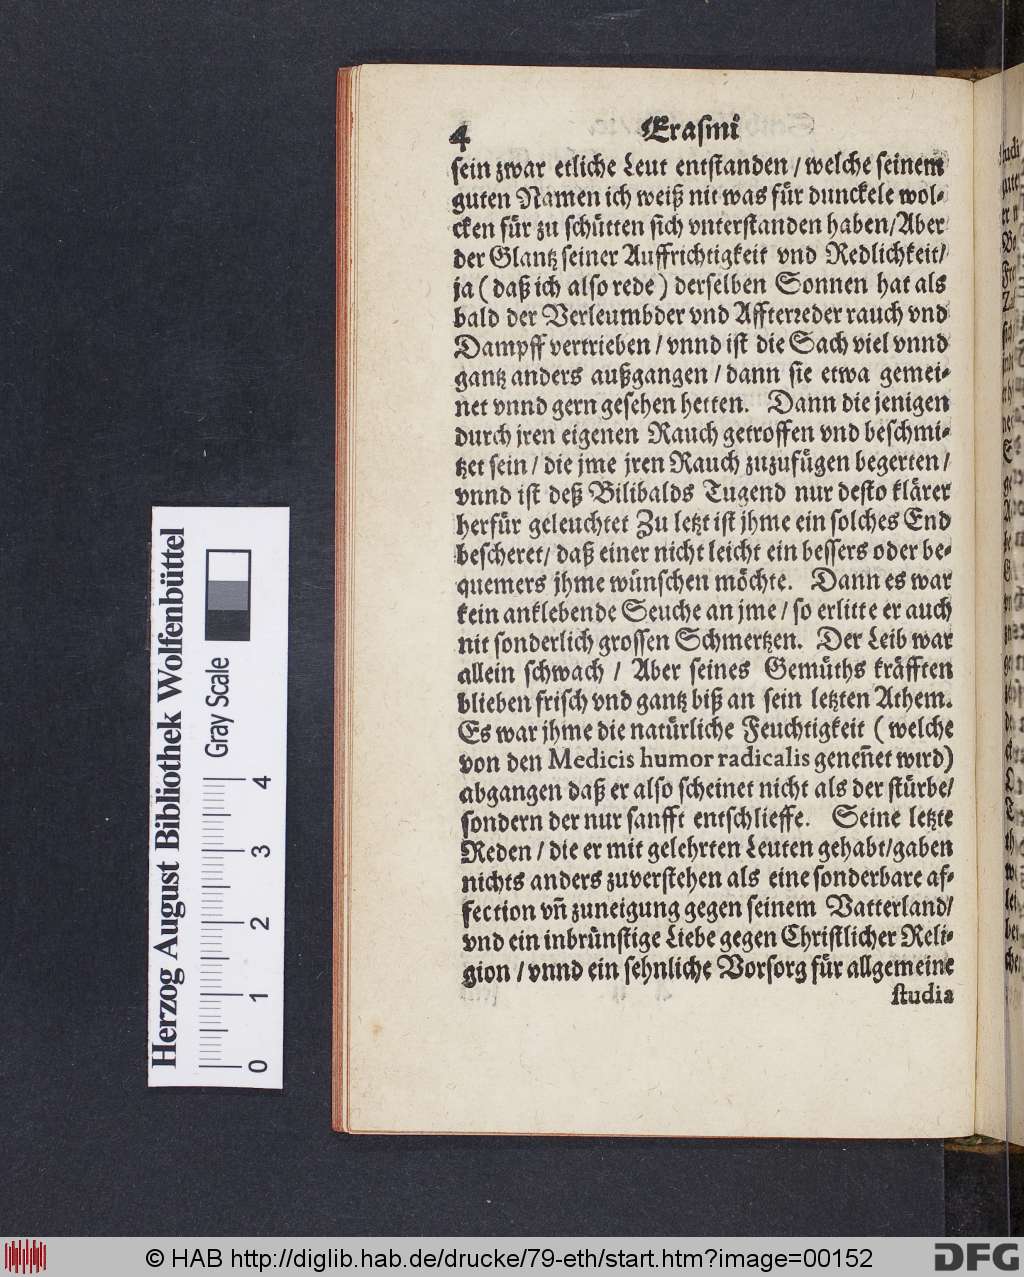 4 Erasmi
sein zwar etliche Leut entstanden / welche seinem
guten Namen ich weiß nit was für dunckele wol-
cken für zu schütten sich vnterstanden haben/ Aber
der Glantz seiner Auffrichtigkeit vnd Redlichkeit/
ja ( daß ich also rede ) derselben Sonnen hat als
bald der Verleumbder vnd Affterreder rauch vnd
Dampff vertrieben / vnnd ist die Sach viel vnnd
gantz anders außgangen / dann sie etwa gemei-
net vnnd gern gesehen hetten. Dann die jenigen
durch jren eigenen Rauch getroffen vnd beschmi-
tzet sein / die jme jren Rauch zuzufügen begerten /
vnnd ist deß Bilibalds Tugend nur desto klärer
herfür geleuchtet Zu letzt ist jhme ein solches End
bescheret/ daß einer nicht leicht ein bessers oder be-
quemers jhme wünschen möchte. Dann es war
kein anklebende Seuche an jme / so erlitte er auch
nit sonderlich grossen Schmertzen. Der Leib war
allein schwach / Aber seines Gemüths kräfften
blieben frisch vnd gantz biß an sein letzten Athem.
Es war jhme die natürliche Feuchtigkeit ( welche
von den Medicis humor radicalis geneñet wird)
abgangen daß er also scheinet nicht als der stürbe/
sondern der nur sanfft entschlieffe. Seine letzte
Reden / die er mit gelehrten Leuten gehabt/ gaben
nichts anders zuverstehen als eine sonderbare af-
fection vñ zuneigung gegen seinem Vatterland/
vnd ein inbrünstige Liebe gegen Christlicher Reli-
gion / vnnd ein sehnliche Vorsorg für allgemeine
studia
Herzog August Bibliothek Wolfenbüttel
Gray Scale
0 1 2 3 4
© HAB http://diglib.hab.de/drucke/79-eth/start.htm?image=00152
DFG